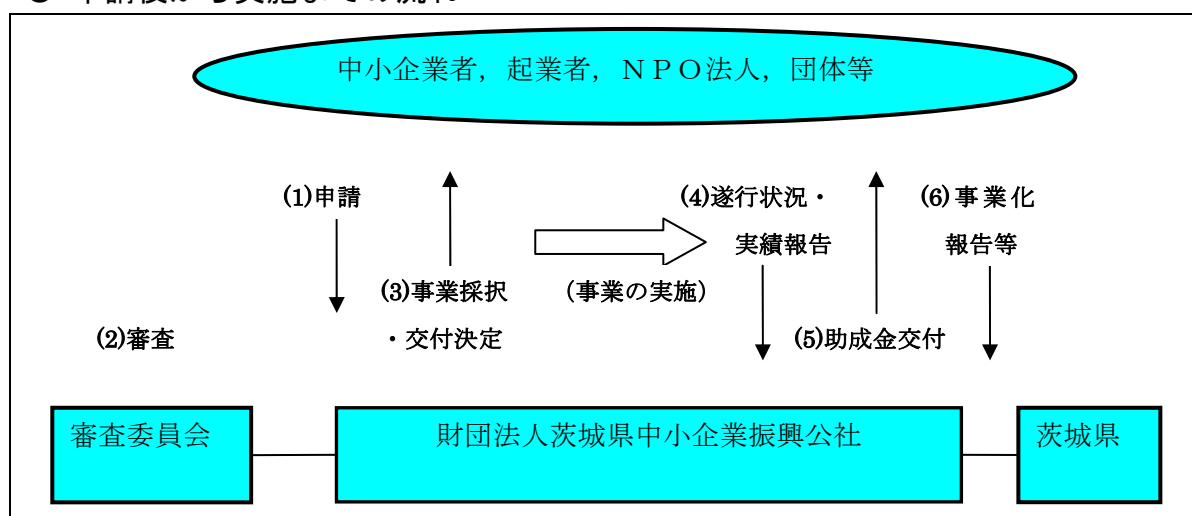 中小企業者，起業者，ＮＰＯ法人，団体等
(1)申請
(4)遂行状況・
実績報告
(6)事業化
報告等
(3)事業採択
・交付決定
（事業の実施）
(2)審査
(5)助成金交付
審査委員会
財団法人茨城県中小企業振興公社
茨城県